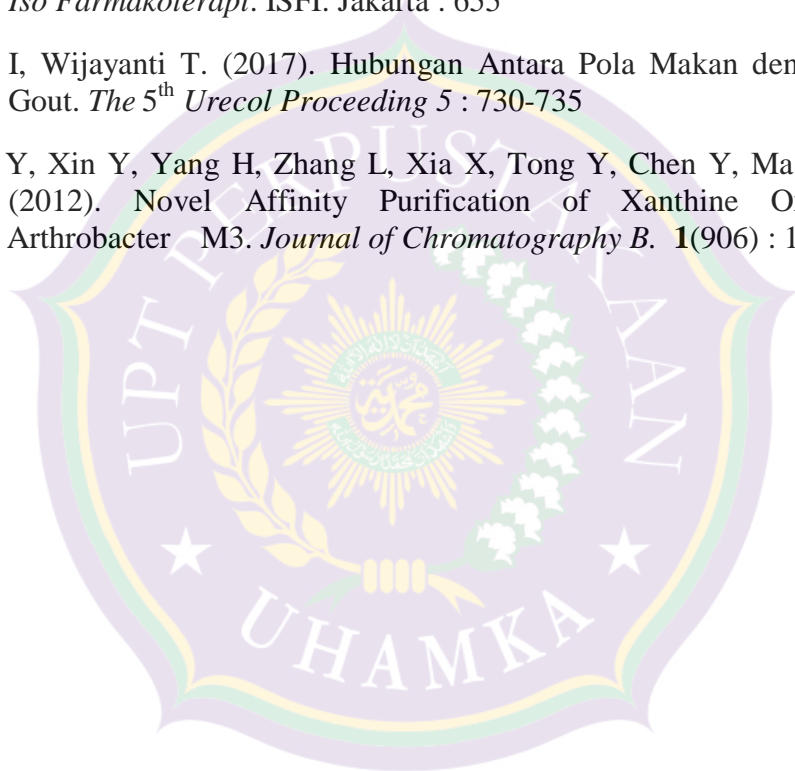 Iso Farmakoterapi. ISFI. Jakarta : 655
I, Wijayanti T. (2017). Hubungan Antara Pola Makan den
Gout. The 5th Urecol Proceeding 5 : 730-735
Y, Xin Y, Yang H, Zhang L, Xia X, Tong Y, Chen Y, Ma
(2012). Novel Affinity Purification of Xanthine O
Arthrobacter M3. Journal of Chromatography B. 1(906) : 1
UPT PERPUSTAKAAN
UHAMKA